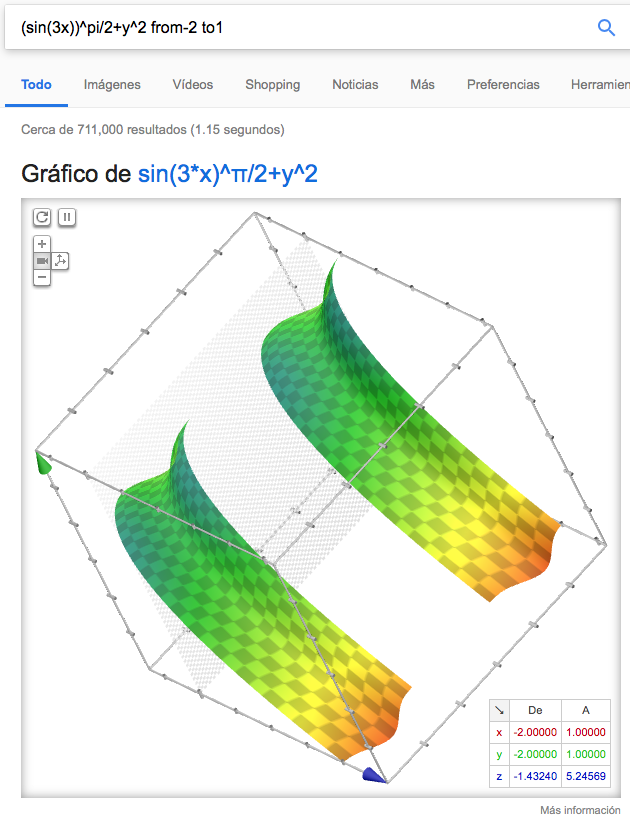 (sin(3x))^pi/2+y^2 from-2 to1
Todo Imágenes Vídeos Shopping Noticias Más Preferencias Herramien
Cerca de 711,000 resultados (1.15 segundos)
Gráfico de sin(3*x)^π/2+y^2
De A
x -2.00000 1.00000
y -2.00000 1.00000
z -1.43240 5.24569
Más información